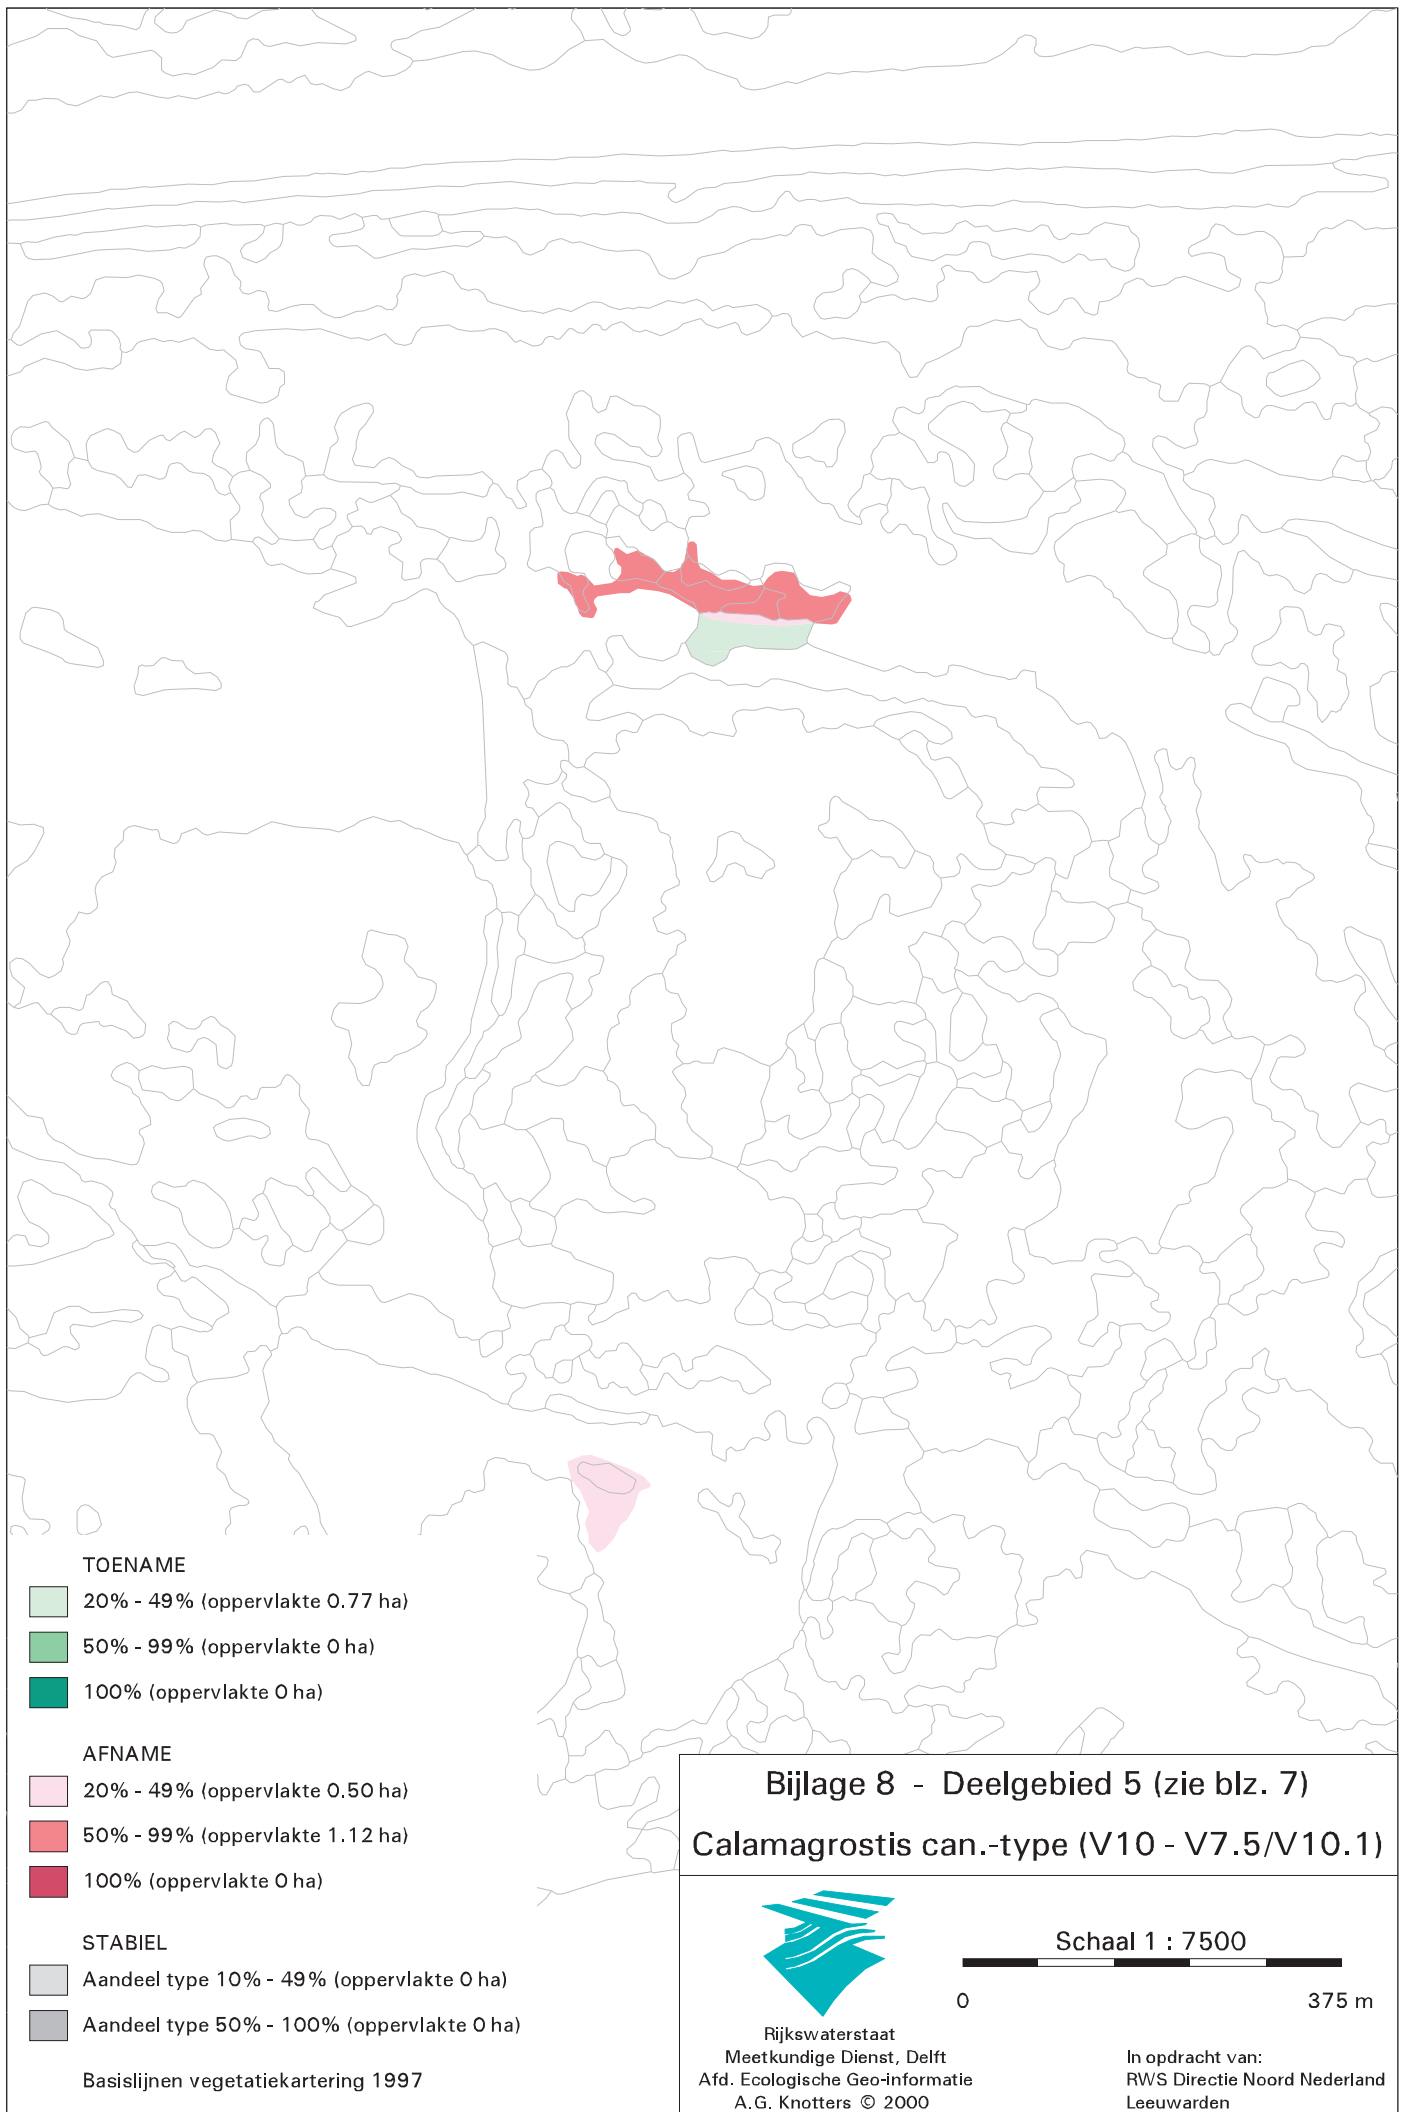 TOENAME
20% - 49% (oppervlakte 0.77 ha)
50% - 99% (oppervlakte 0 ha)
100% (oppervlakte 0 ha)
AFNAME
20% - 49% (oppervlakte 0.50 ha)
50% - 99% (oppervlakte 1.12 ha)
100% (oppervlakte 0 ha)
STABIEL
Aandeel type 10% - 49% (oppervlakte 0 ha)
Aandeel type 50% - 100% (oppervlakte 0 ha)
Basislijnen vegetatiekartering 1997
Bijlage 8 - Deelgebied 5 (zie blz. 7)
Calamagrostis can.-type (V10 - V7.5/V10.1)
Schaal 1 : 7500
0 375 m
Rijkswaterstaat
Meetkundige Dienst, Delft
Afd. Ecologische Geo-informatie
A.G. Knotters © 2000
In opdracht van:
RWS Directie Noord Nederland
Leeuwarden